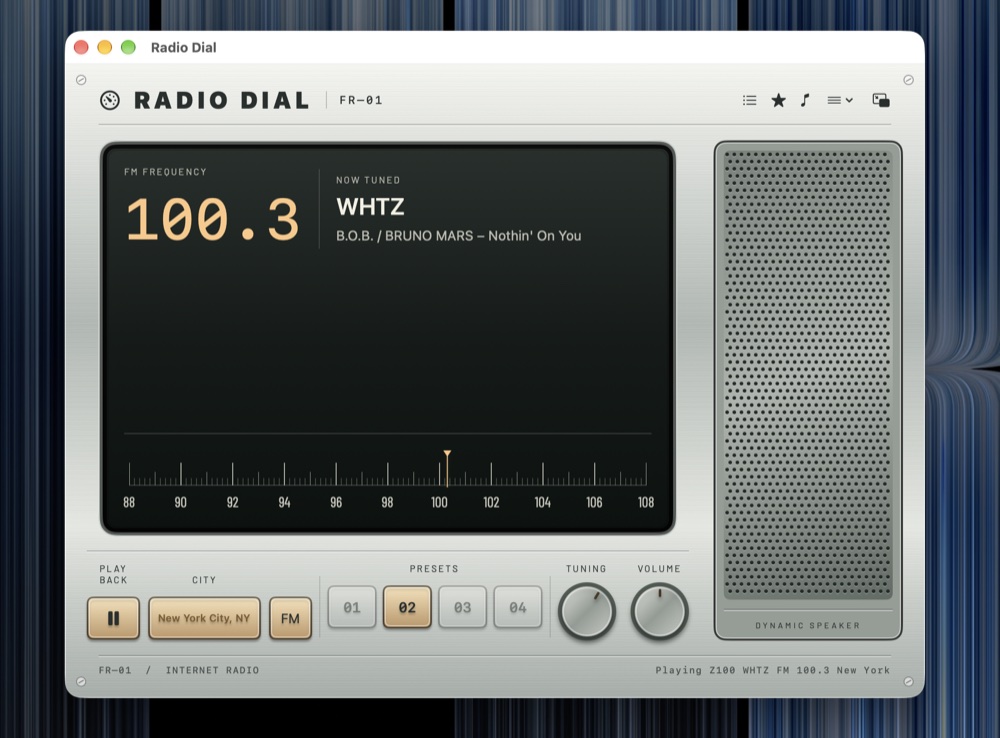 Radio Dial
RADIO DIAL
FR–01
FM FREQUENCY
100.3
NOW TUNED
WHTZ
B.O.B. / BRUNO MARS – Nothin' On You
88 90 92 94 96 98 100 102 104 106 108
PLAY
BACK
CITY
PRESETS
TUNING
VOLUME
New York City, NY
FM
01
02
03
04
DYNAMIC SPEAKER
FR–01 / INTERNET RADIO
Playing Z100 WHTZ FM 100.3 New York